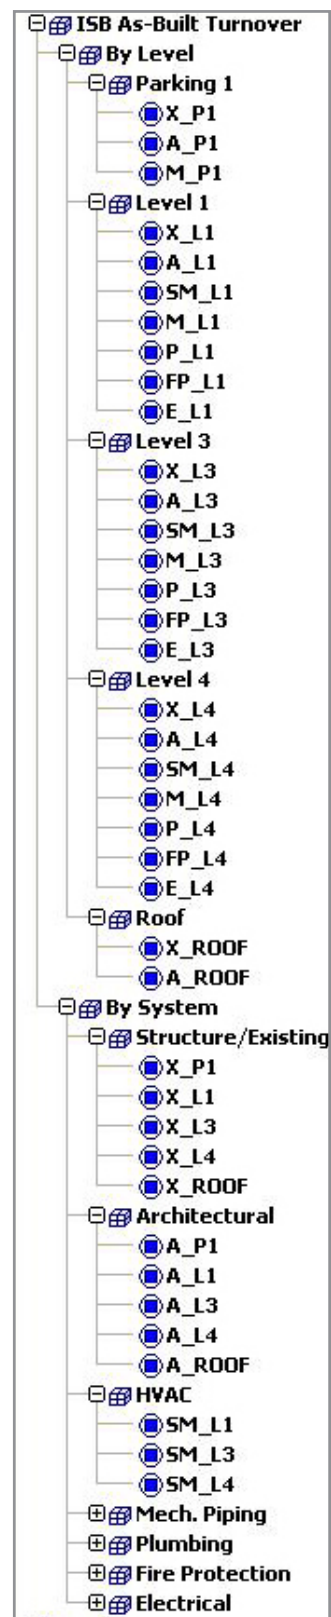 ISB As-Built Turnover
By Level
Parking 1
X_P1
A_P1
M_P1
Level 1
X_L1
A_L1
SM_L1
M_L1
P_L1
FP_L1
E_L1
Level 3
X_L3
A_L3
SM_L3
M_L3
P_L3
FP_L3
E_L3
Level 4
X_L4
A_L4
SM_L4
M_L4
P_L4
FP_L4
E_L4
Roof
X_ROOF
A_ROOF
By System
Structure/Existing
X_P1
X_L1
X_L3
X_L4
X_ROOF
Architectural
A_P1
A_L1
A_L3
A_L4
A_ROOF
HVAC
SM_L1
SM_L3
SM_L4
Mech. Piping
Plumbing
Fire Protection
Electrical